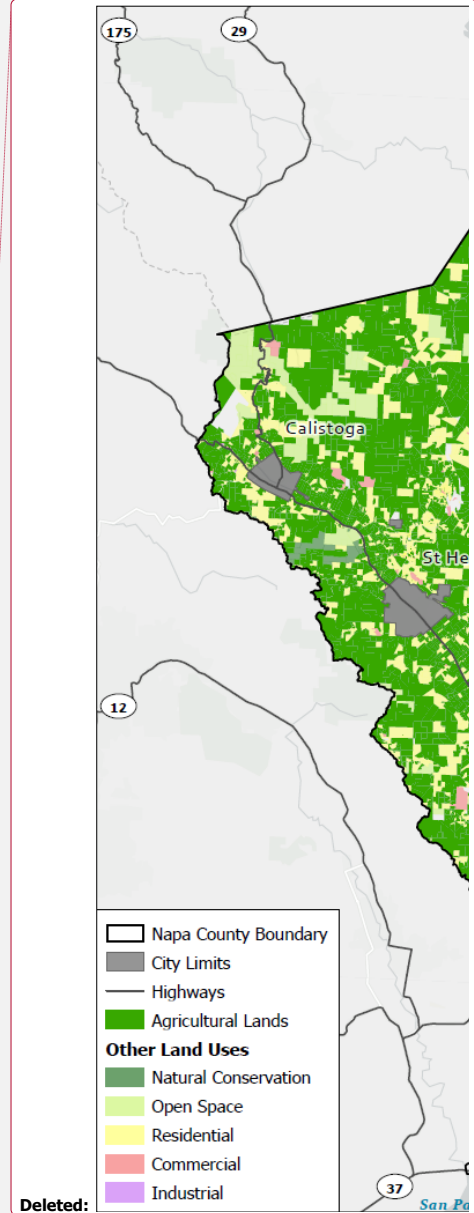 175
29
Calistoga
St He
12
Napa County Boundary
City Limits
Highways
Agricultural Lands
Other Land Uses
Natural Conservation
Open Space
Residential
Commercial
Industrial
37
San Pa
Deleted: